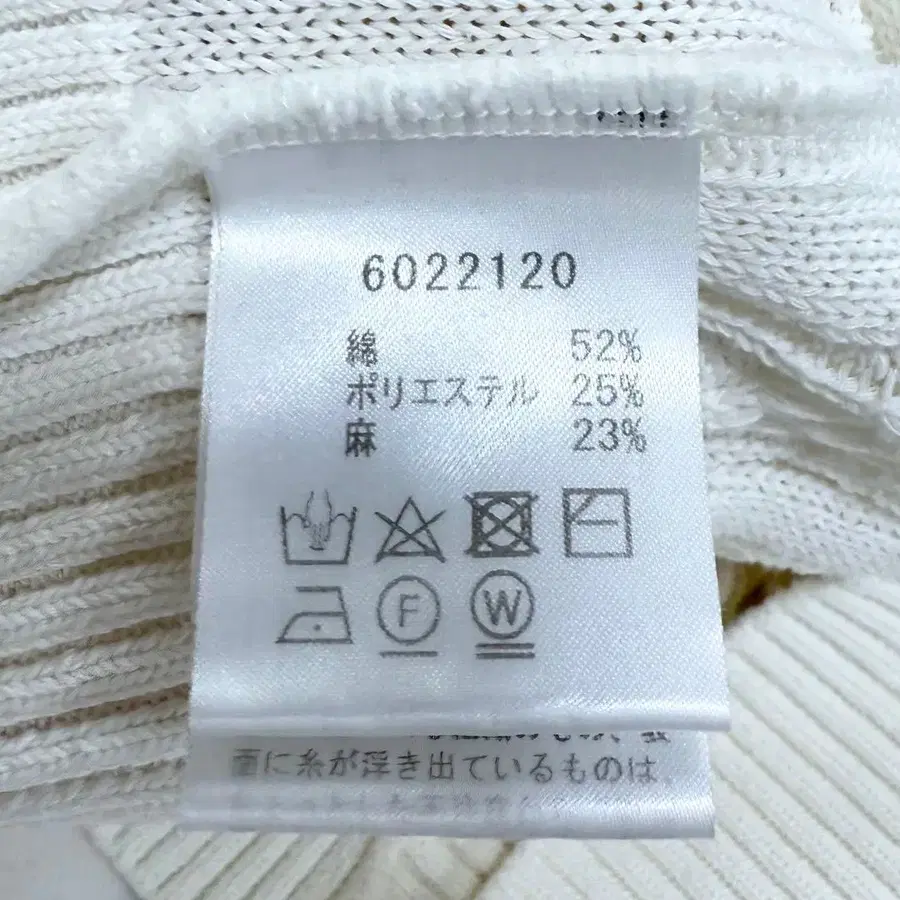 6022120
綿 52%
ポリエステル 25%
麻 23%
F W
面に糸が浮き出ているものは